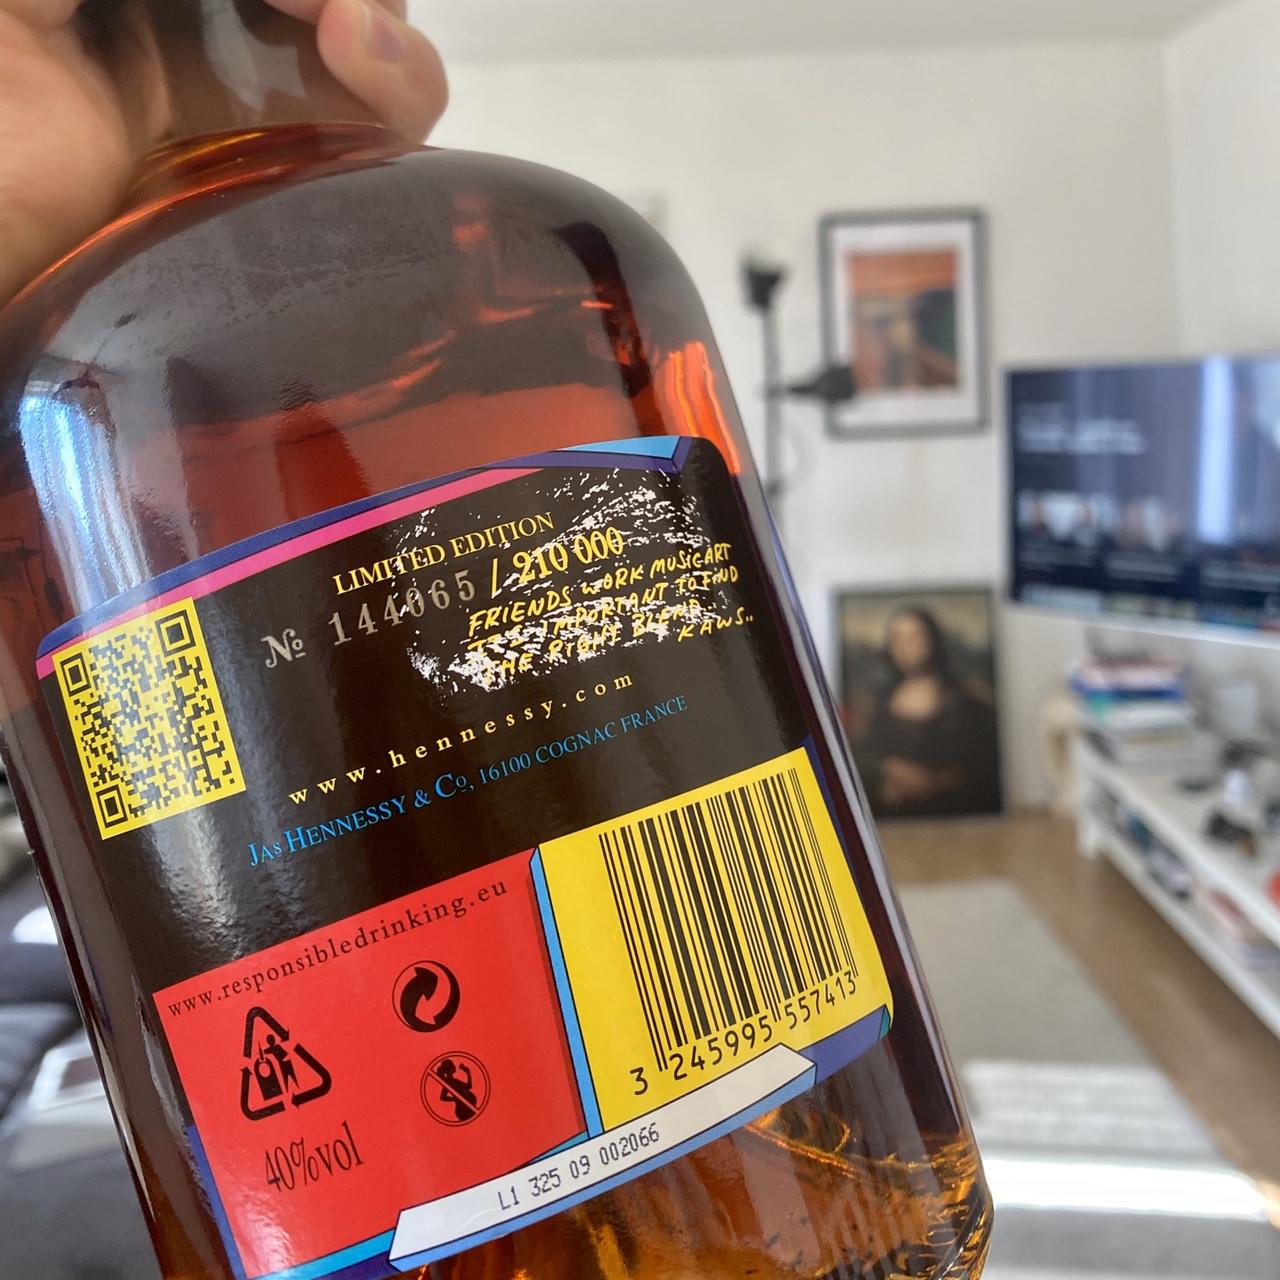 LIMITED EDITION
№ 144065 / 210 000
FRIENDS WORK MUSIC ART
IT'S IMPORTANT TO FIND
THE RIGHT BLEND..
KAWS..
www.hennessy.com
JAs HENNESSY & Co, 16100 COGNAC FRANCE
www.responsibledrinking.eu
40%vol
3 245995 557413
L1 325 09 002066